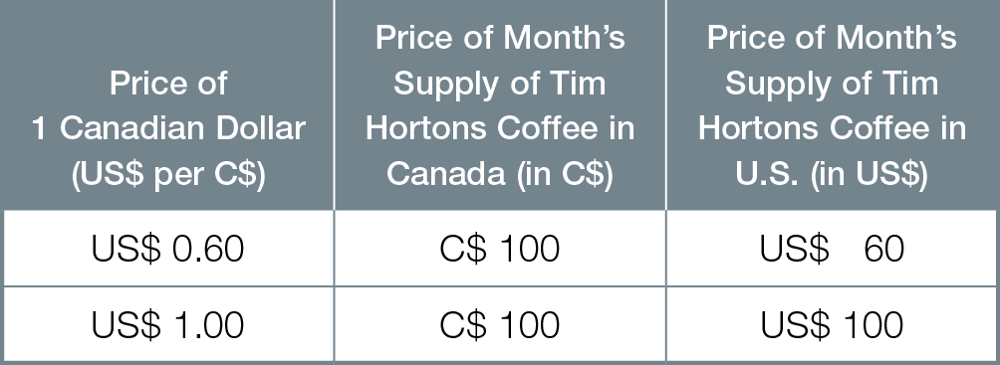 Price of
1 Canadian Dollar
(US$ per C$)
Price of Month’s
Supply of Tim
Hortons Coffee in
Canada (in C$)
Price of Month’s
Supply of Tim
Hortons Coffee in
U.S. (in US$)
US$ 0.60 C$ 100 US$ 60
US$ 1.00 C$ 100 US$ 100